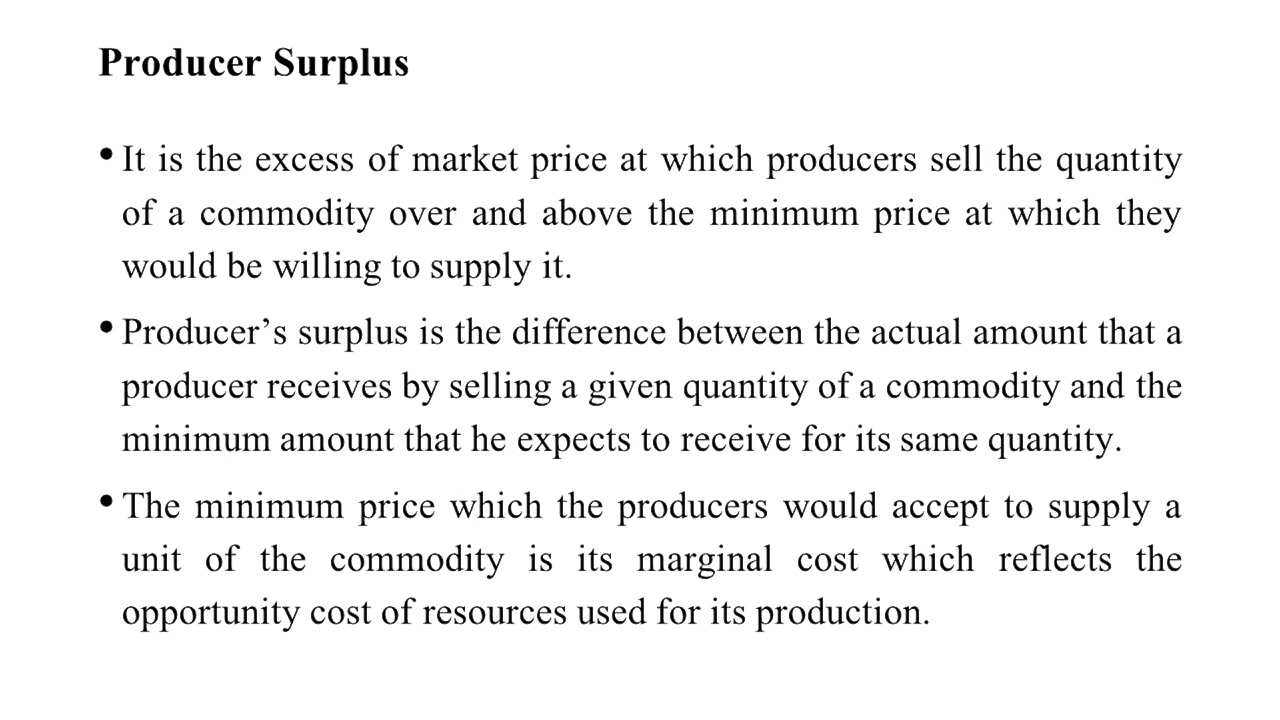 Producer Surplus
• It is the excess of market price at which producers sell the quantity
of a commodity over and above the minimum price at which they
would be willing to supply it.
• Producer’s surplus is the difference between the actual amount that a
producer receives by selling a given quantity of a commodity and the
minimum amount that he expects to receive for its same quantity.
• The minimum price which the producers would accept to supply a
unit of the commodity is its marginal cost which reflects the
opportunity cost of resources used for its production.